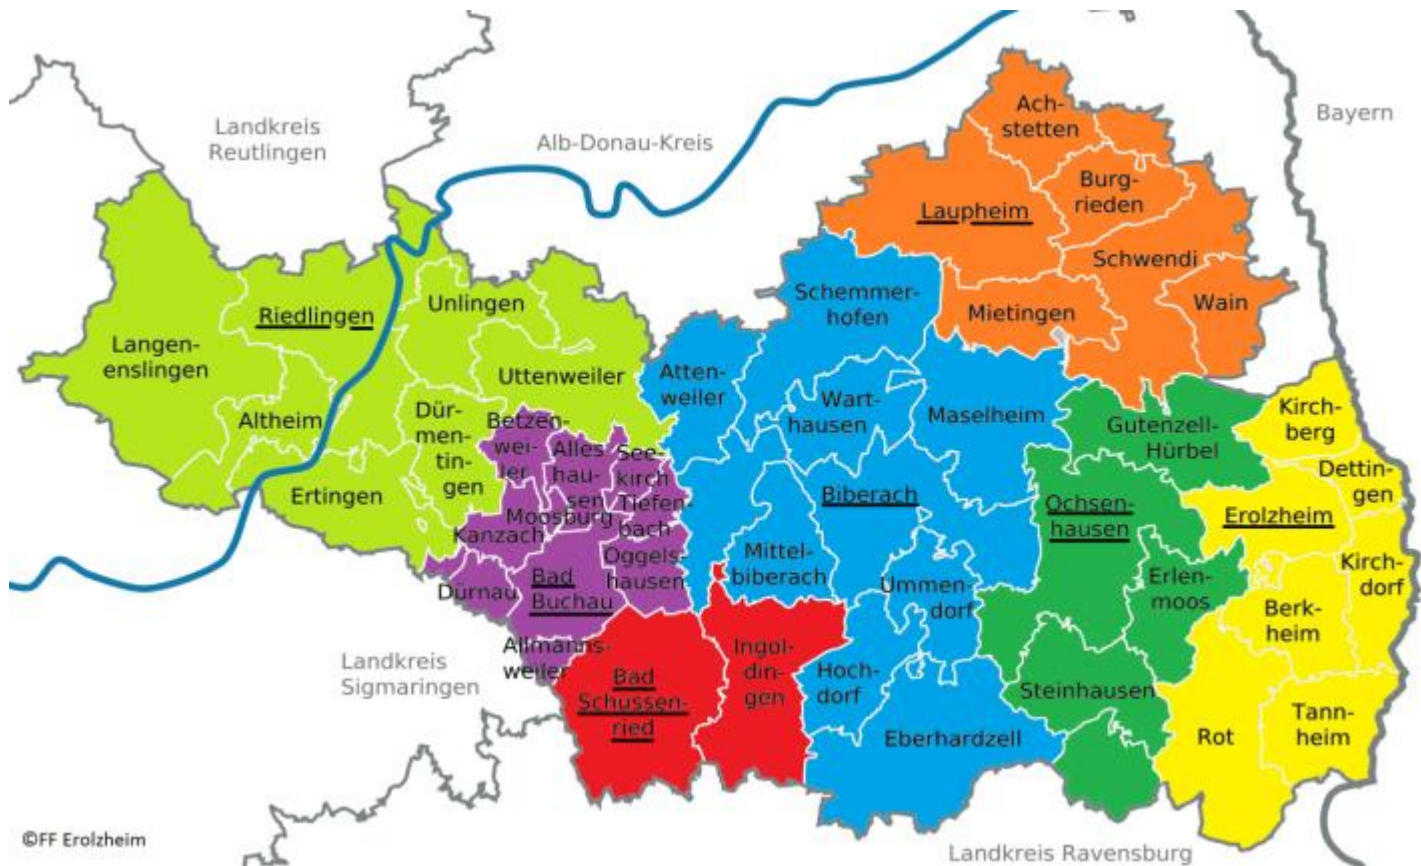 Landkreis
Reutlingen
Alb-Donau-Kreis
Bayern
Ach-
stetten
Burg-
rieden
Laupheim
Schwendi
Wain
Mietingen
Schemmer-
hofen
Unlingen
Riedlingen
Langen-
enslingen
Uttenweiler
Atten-
weiler
Altheim
Dür-
men-
tin-
gen
Ertingen
Wart-
hausen
Maselheim
Gutenzell-
Hürbel
Kirch-
berg
Dettin-
gen
Betzen-
wei-
ler
Alles-
hau-
sen
See-
kirch
Tiefen-
bach
Moosburg
Kanzach
Oggels-
hausen
Biberach
Ochsen-
hausen
Erolzheim
Mittel-
biberach
Ummen-
dorf
Erlen-
moos
Kirch-
dorf
Berk-
heim
Dürnau
Bad
Buchau
Allmanns-
weiler
Landkreis
Sigmaringen
Bad
Schussen-
ried
Ingol-
din-
gen
Hoch-
dorf
Steinhausen
Eberhardzell
Rot
Tann-
heim
©FF Erolzheim
Landkreis Ravensburg